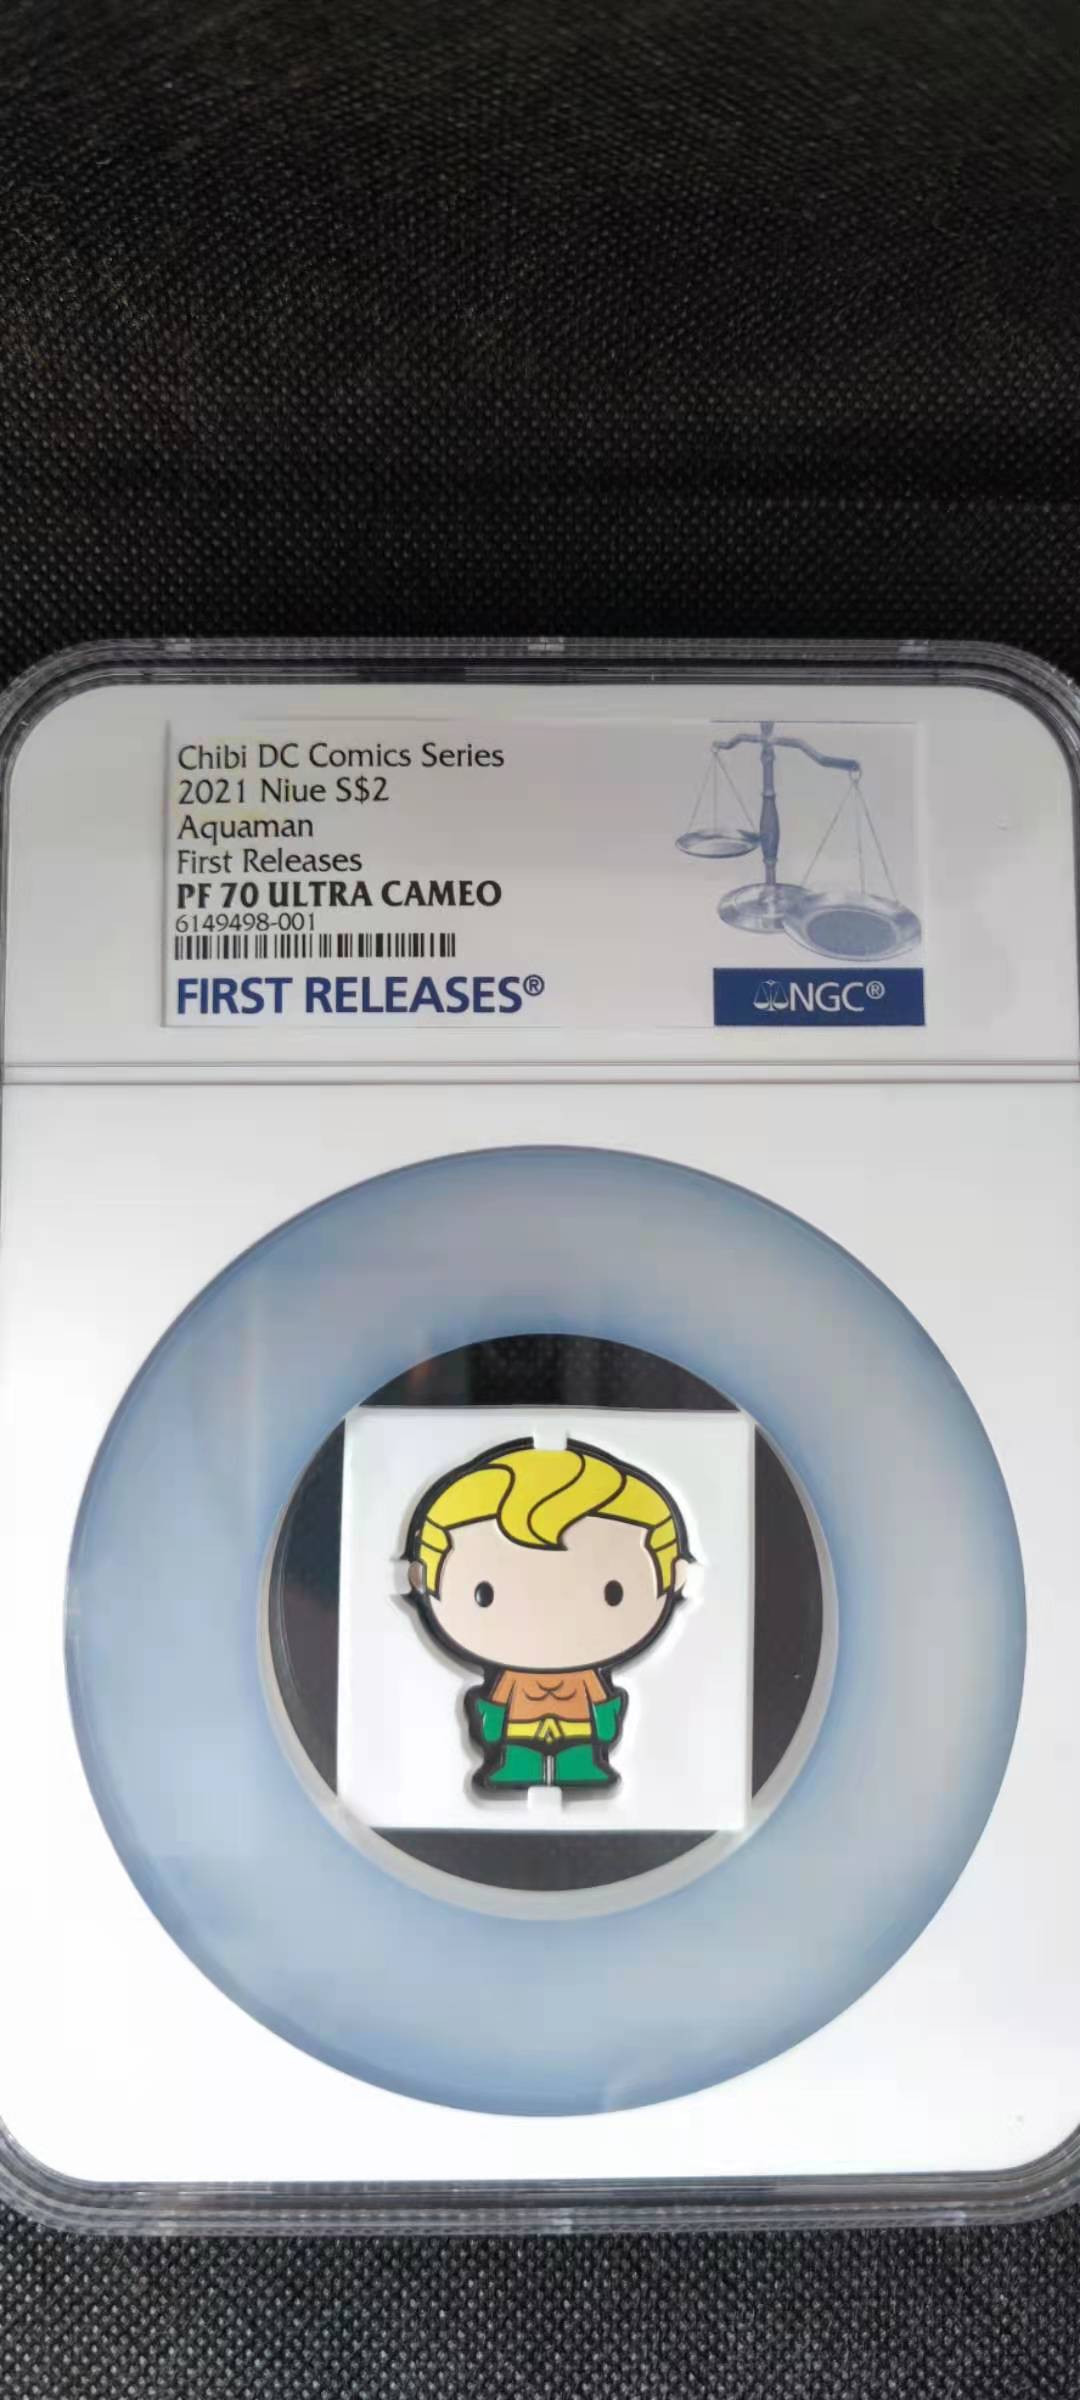 Chibi DC Comics Series
2021 Niue S$2
Aquaman
First Releases
PF 70 ULTRA CAMEO
6149498-001
FIRST RELEASES®
NGC®